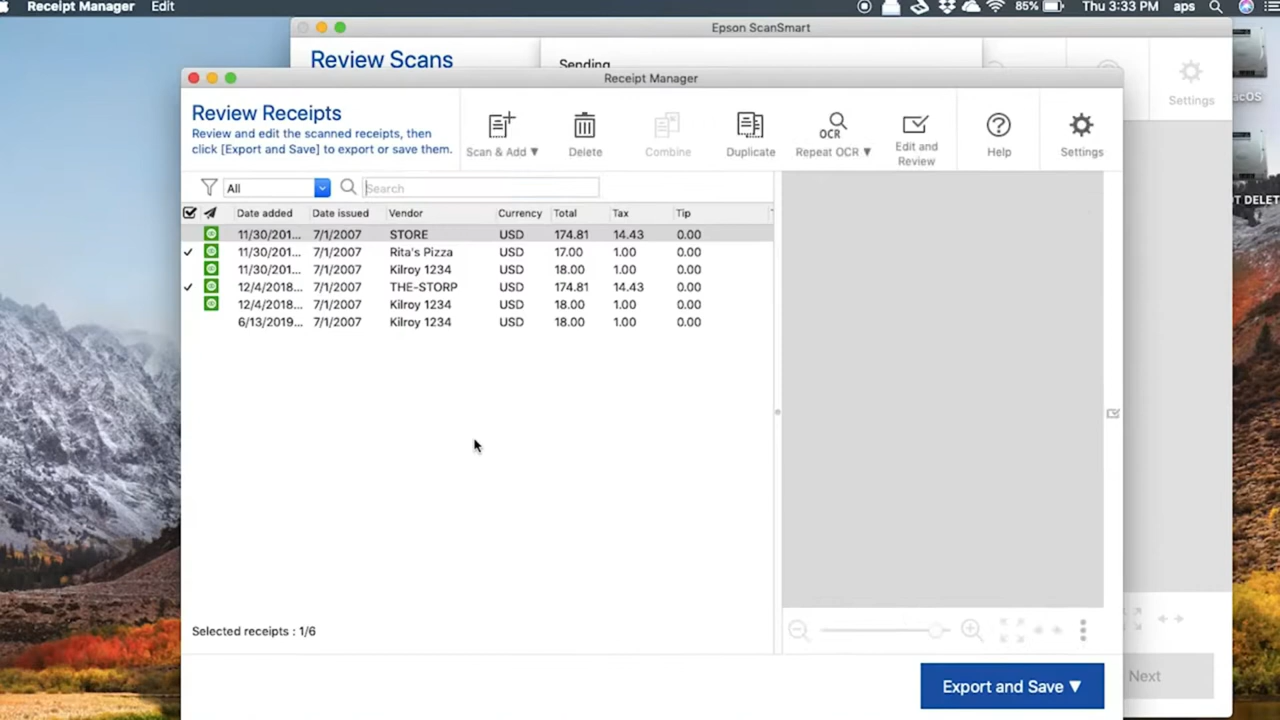 Receipt Manager Edit 85% Thu 3:33 PM aps
Epson ScanSmart
Review Scans
Sending
Settings
Receipt Manager
Review Receipts
Review and edit the scanned receipts, then
click [Export and Save] to export or save them.
Scan & Add ▼ Delete Combine Duplicate OCR Repeat OCR ▼ Edit and Review Help Settings
All Search
Date added Date issued Vendor Currency Total Tax Tip
11/30/201... 7/1/2007 STORE USD 174.81 14.43 0.00
11/30/201... 7/1/2007 Rita's Pizza USD 17.00 1.00 0.00
11/30/201... 7/1/2007 Kilroy 1234 USD 18.00 1.00 0.00
12/4/2018... 7/1/2007 THE-STORP USD 174.81 14.43 0.00
12/4/2018... 7/1/2007 Kilroy 1234 USD 18.00 1.00 0.00
6/13/2019... 7/1/2007 Kilroy 1234 USD 18.00 1.00 0.00
Selected receipts : 1/6
Export and Save ▼
Next
acOS
OT DELET